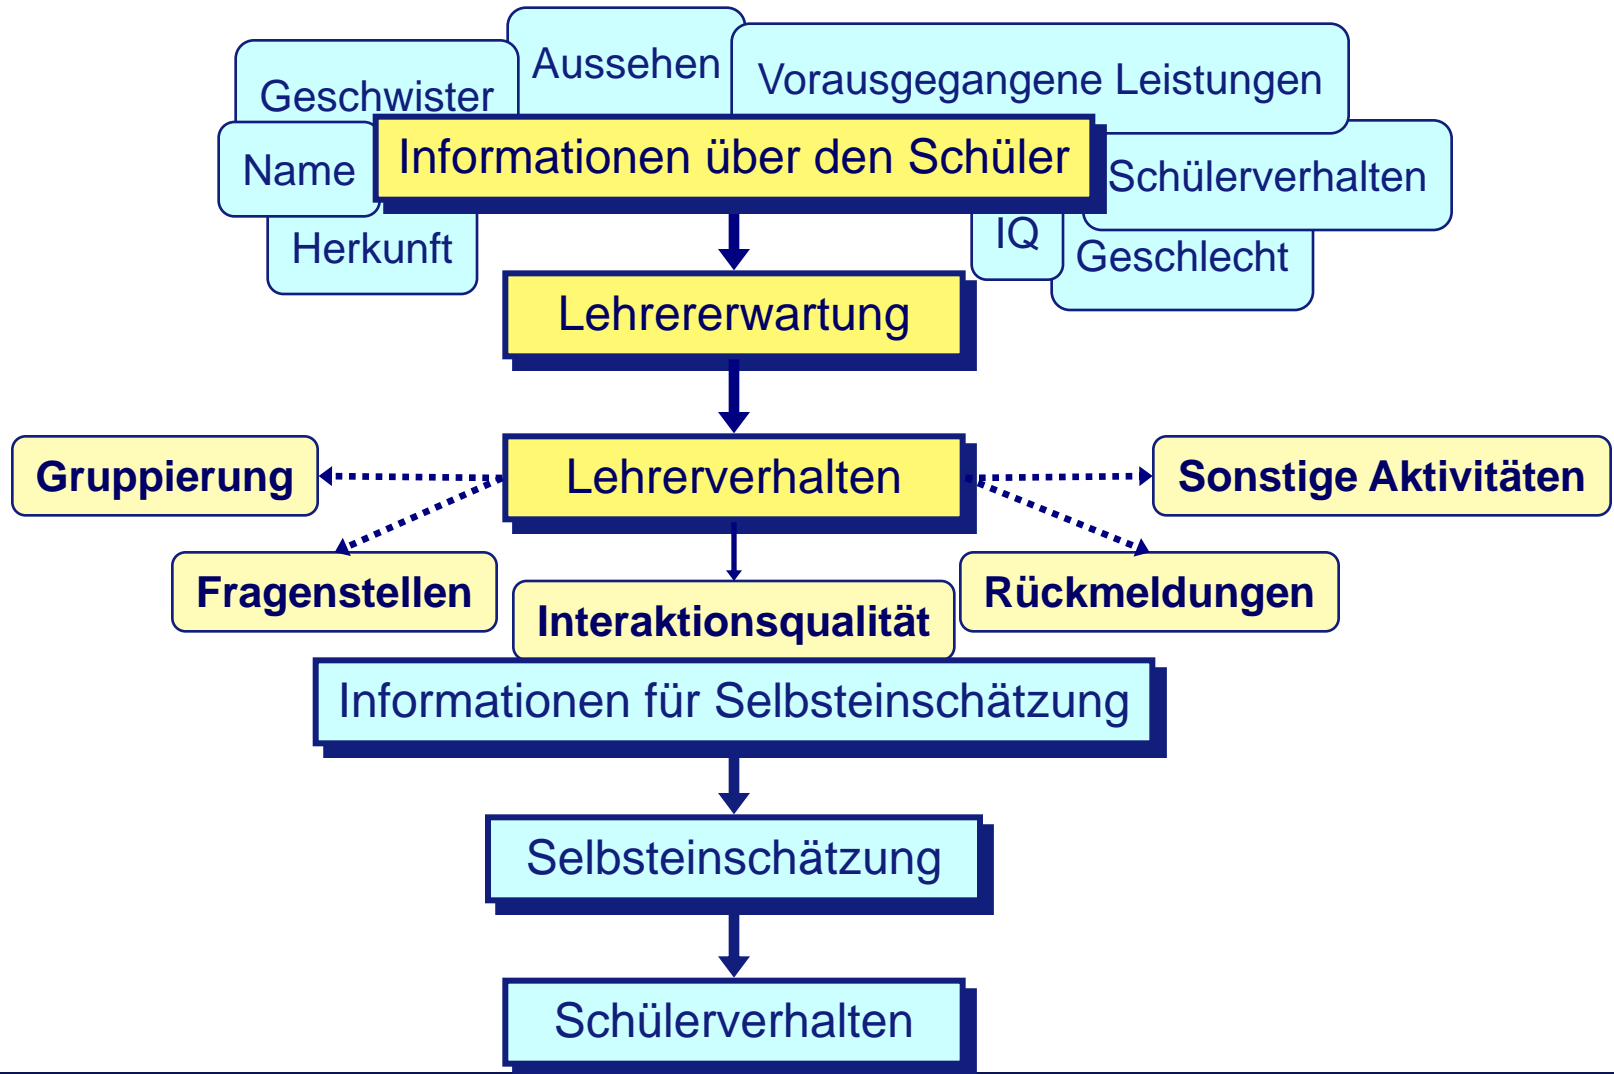 Aussehen
Vorausgegangene Leistungen
Geschwister
Informationen über den Schüler
Name
Schülerverhalten
Herkunft
IQ
Geschlecht
Lehrererwartung
Gruppierung
Lehrerverhalten
Sonstige Aktivitäten
Fragenstellen
Interaktionsqualität
Rückmeldungen
Informationen für Selbsteinschätzung
Selbsteinschätzung
Schülerverhalten